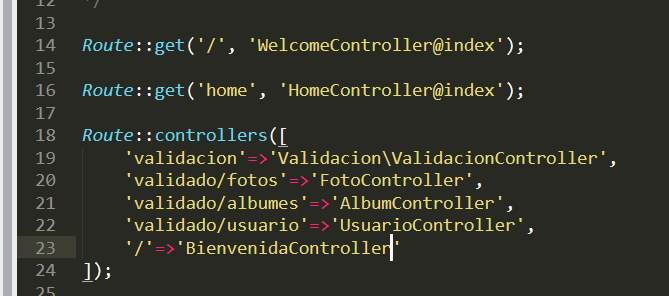 12 */
13
14 Route::get('/', 'WelcomeController@index');
15
16 Route::get('home', 'HomeController@index');
17
18 Route::controllers([
19     'validacion'=>'Validacion\ValidacionController',
20     'validado/fotos'=>'FotoController',
21     'validado/albumes'=>'AlbumController',
22     'validado/usuario'=>'UsuarioController',
23     '/'=>'BienvenidaController'
24 ]);
25